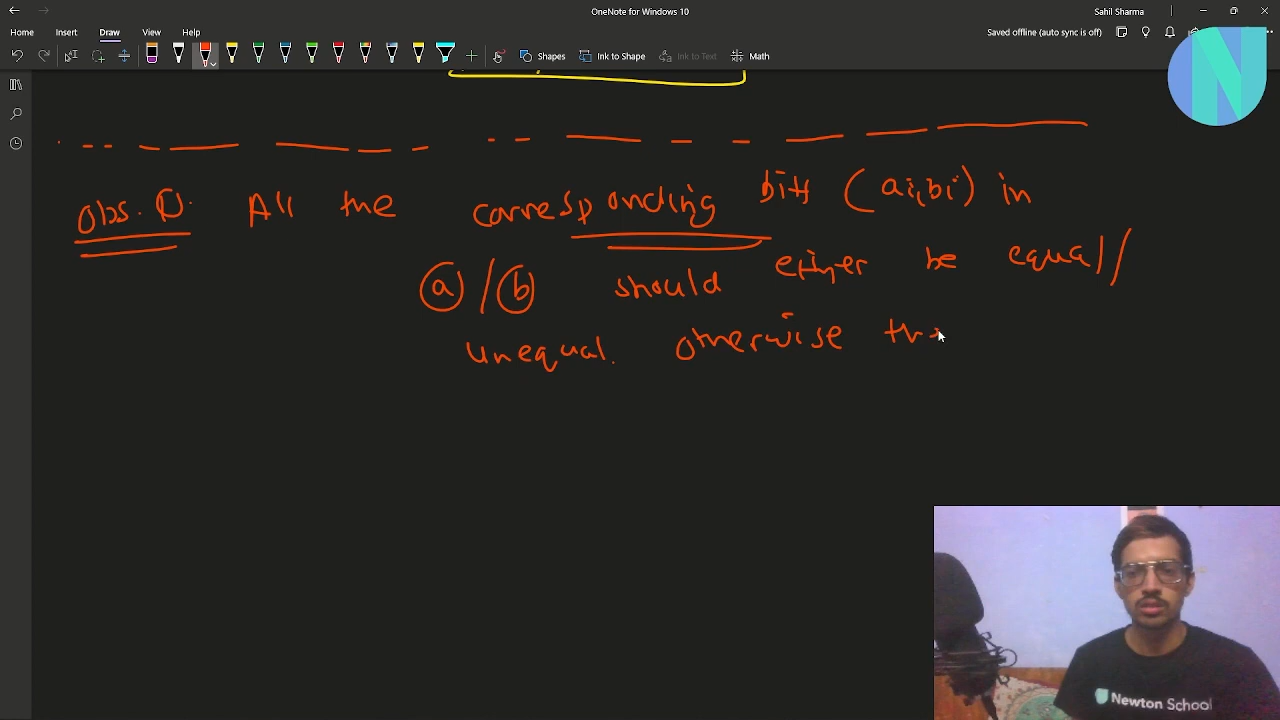 OneNote for Windows 10
Sahil Sharma
Home Insert Draw View Help
Saved offline (auto sync is off)
Shapes Ink to Shape Ink to Text Math
Obs. ①. All the corresponding bits (ai,bi) in
a / b should either be equal//
unequal. otherwise
Newton School